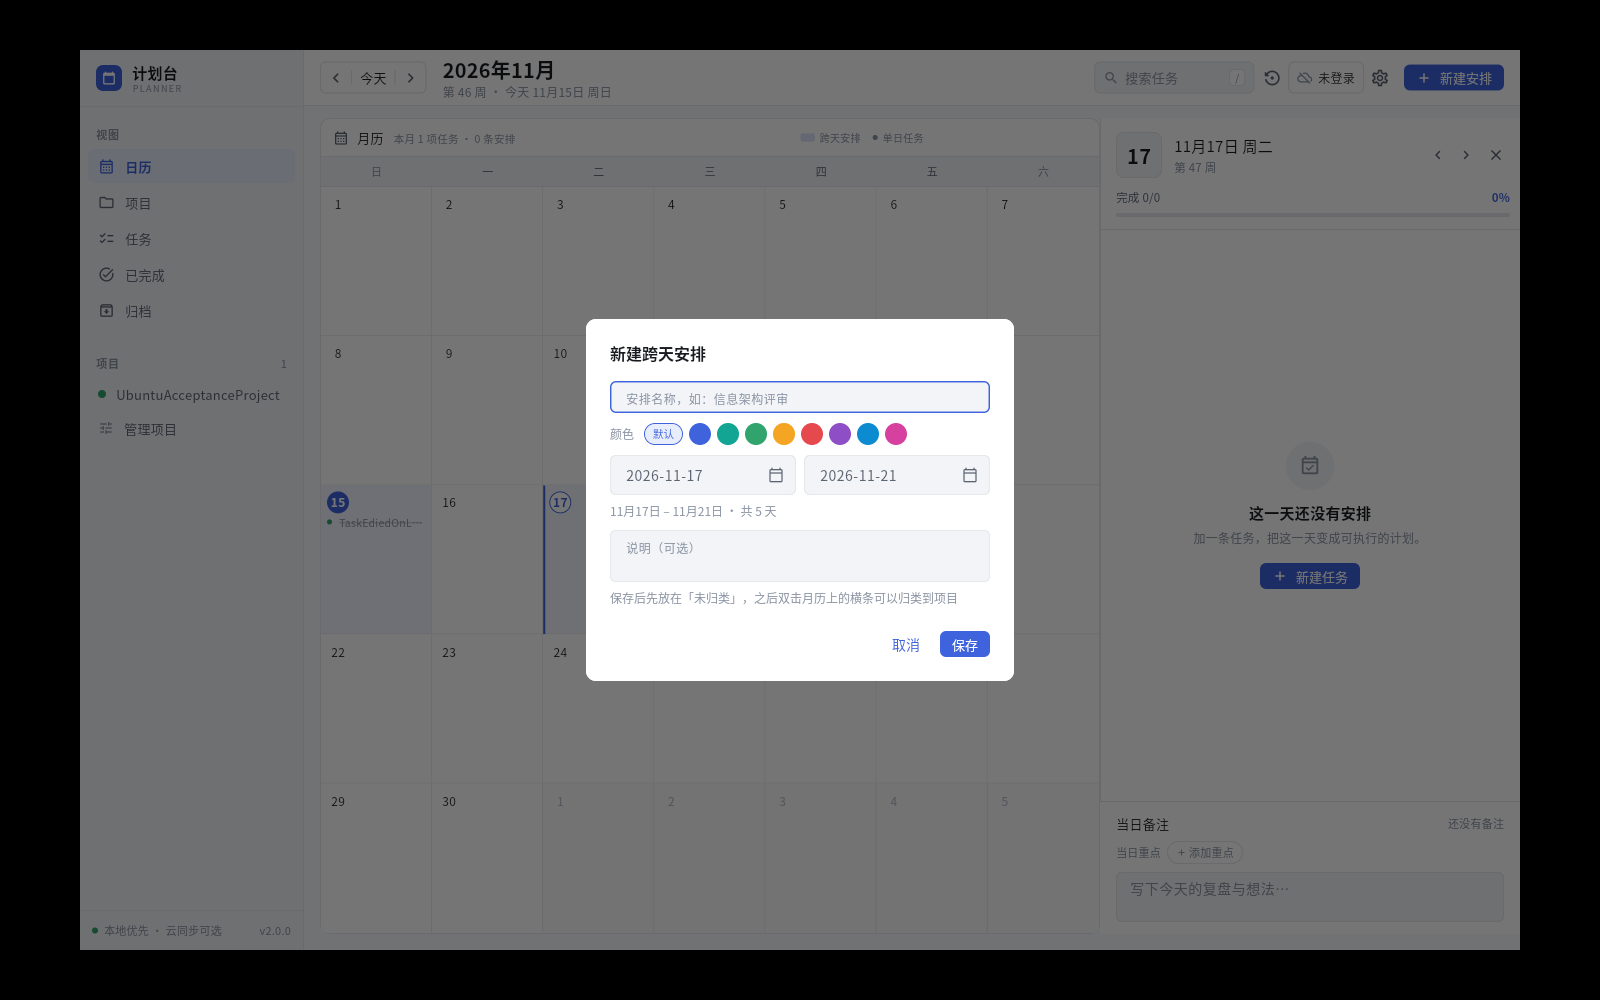 计划台
PLANNER
视图
日历
项目
任务
已完成
归档
项目 1
UbuntuAcceptanceProject
管理项目
本地优先 · 云同步可选 v2.0.0
今天
2026年11月
第 46 周 · 今天 11月15日 周日
搜索任务 /
未登录
新建安排
月历 本月 1 项任务 · 0 条安排 跨天安排 单日任务
日 一 二 三 四 五 六
1 2 3 4 5 6 7
8 9 10
15 16 17
TaskEdiedOnL…
22 23 24
29 30 1 2 3 4 5
新建跨天安排
安排名称，如：信息架构评审
颜色 默认
2026-11-17 2026-11-21
11月17日 – 11月21日 · 共 5 天
说明（可选）
保存后先放在「未归类」，之后双击月历上的横条可以归类到项目
取消 保存
17
11月17日 周二
第 47 周
完成 0/0 0%
这一天还没有安排
加一条任务，把这一天变成可执行的计划。
新建任务
当日备注 还没有备注
当日重点 + 添加重点
写下今天的复盘与想法…